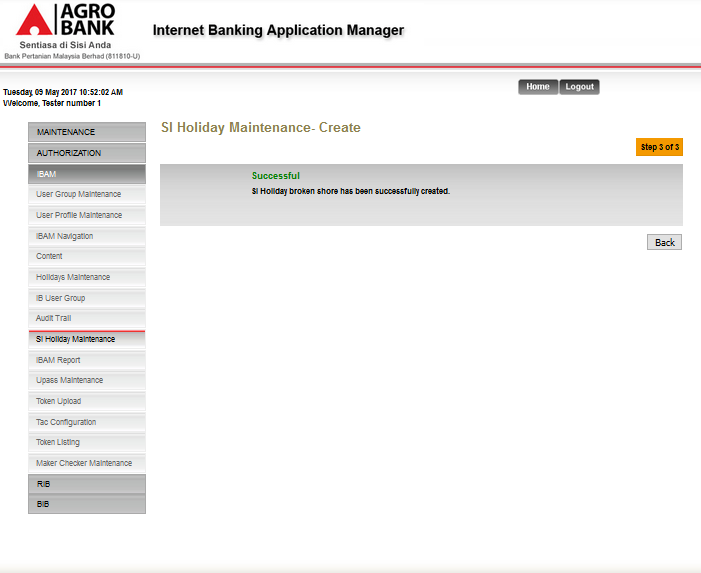 AGRO
BANK
Sentiasa di Sisi Anda
Bank Pertanian Malaysia Berhad (811810-U)
Internet Banking Application Manager
Tuesday, 09 May 2017 10:52:02 AM
Welcome, Tester number 1
Home
Logout
MAINTENANCE
AUTHORIZATION
IBAM
User Group Maintenance
User Profile Maintenance
IBAM Navigation
Content
Holidays Maintenance
IB User Group
Audit Trail
SI Holiday Maintenance
IBAM Report
Upass Maintenance
Token Upload
Tac Configuration
Token Listing
Maker Checker Maintenance
RIB
BIB
SI Holiday Maintenance- Create
Step 3 of 3
Successful
SI Holiday broken shore has been successfully created.
Back